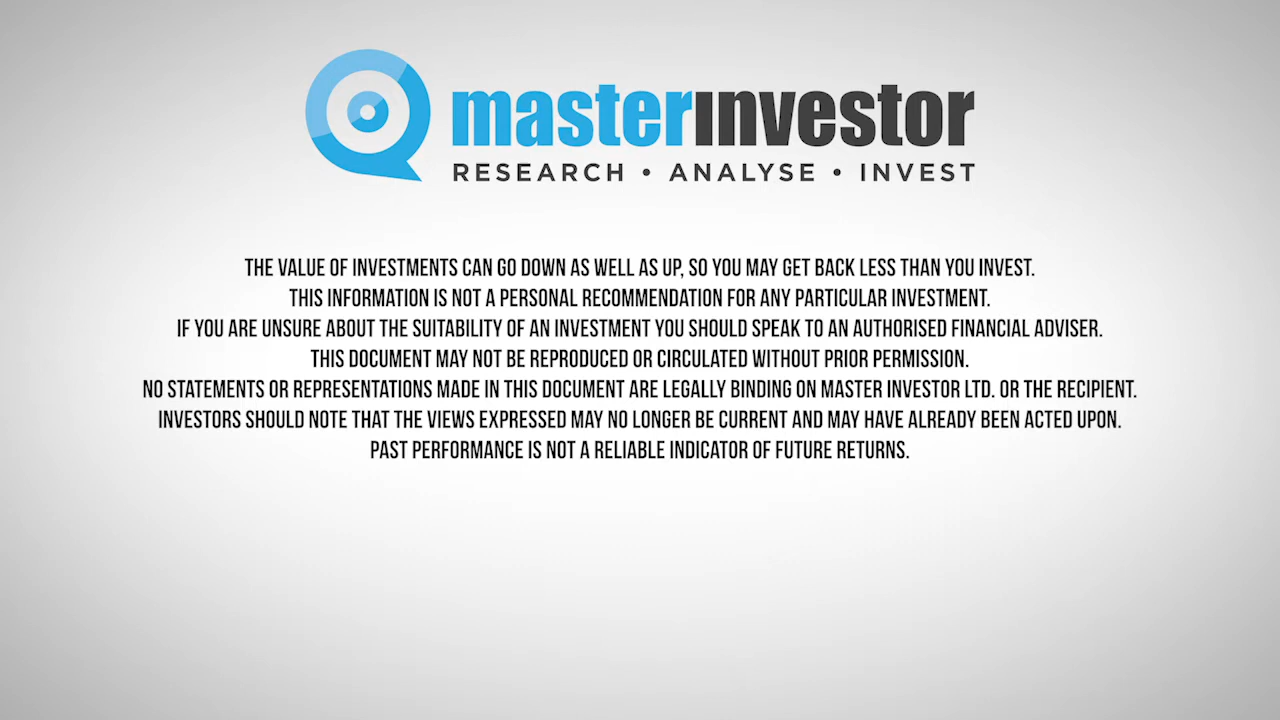 masterinvestor
RESEARCH • ANALYSE • INVEST
THE VALUE OF INVESTMENTS CAN GO DOWN AS WELL AS UP, SO YOU MAY GET BACK LESS THAN YOU INVEST.
THIS INFORMATION IS NOT A PERSONAL RECOMMENDATION FOR ANY PARTICULAR INVESTMENT.
IF YOU ARE UNSURE ABOUT THE SUITABILITY OF AN INVESTMENT YOU SHOULD SPEAK TO AN AUTHORISED FINANCIAL ADVISER.
THIS DOCUMENT MAY NOT BE REPRODUCED OR CIRCULATED WITHOUT PRIOR PERMISSION.
NO STATEMENTS OR REPRESENTATIONS MADE IN THIS DOCUMENT ARE LEGALLY BINDING ON MASTER INVESTOR LTD. OR THE RECIPIENT.
INVESTORS SHOULD NOTE THAT THE VIEWS EXPRESSED MAY NO LONGER BE CURRENT AND MAY HAVE ALREADY BEEN ACTED UPON.
PAST PERFORMANCE IS NOT A RELIABLE INDICATOR OF FUTURE RETURNS.